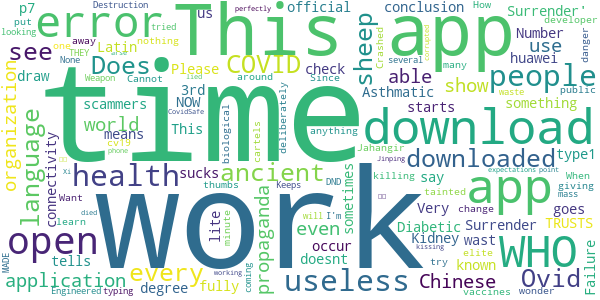 Destruction
perfectly
one
tried
away
nothing
THEY
p7
put
looking
error
This
us
official
conclusion
Surrender'
How
developer
Crashed
several
Number
use
huawei
danger
many
Latin
Please
see
None
draw
Weapon
Cannot
else
Does
COVID
check
sheep
app
able
around
3rd
lied
Since
show
Asthmatic
people
public
starts
waste
corrupted
something
organization
language
connectivity
scammers
NOW
world
This
means
cv19
phone
biological
CovidSafe
cartels
deliberately
time
anything
Jahangir
Jinping
download
downloaded
type1
expectations
point
When
health
sucks
ancient
sometimes
DND
killing
say
tainted
giving
mass
Xi
Want
learn
died
thumbs
Keeps
I'm
will
even
Diabetic
Very
change
app
goes
open
lite
minute
propaganda
occur
doesnt
Kidney
wast
Surrender
known
TRUSTS
WHO
application
tells
every
fully
coming
useless
try
elite
Chinese
kissing
Ovid
vaccines
wonder
Failure
MADE
Engineered
typing
degree
working
work